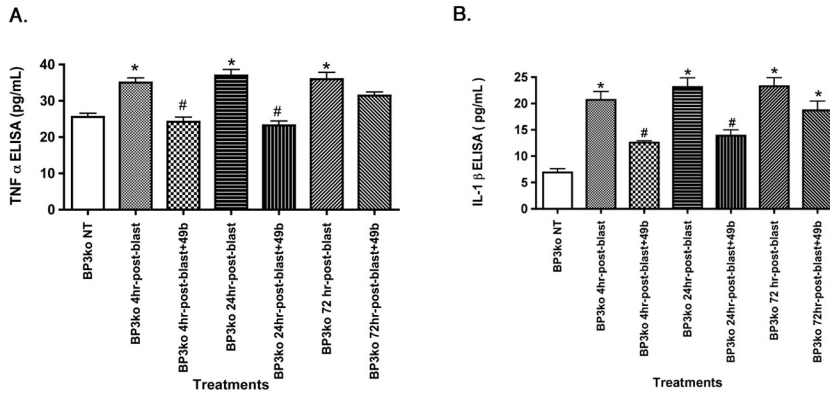 A.
TNF α ELISA (pg/mL)
40
30
20
10
0
*
#
*
#
*
BP3ko NT
BP3ko 4hr-post-blast
BP3ko 4hr-post-blast+49b
BP3ko 24hr-post-blast
BP3ko 24hr-post-blast+49b
BP3ko 72 hr-post-blast
BP3ko 72hr-post-blast+49b
Treatments
B.
IL-1 β ELISA ( pg/mL )
25
20
15
10
5
0
*
#
*
#
*
*
BP3ko NT
BP3ko 4hr-post-blast
BP3ko 4hr-post-blast+49b
BP3ko 24hr-post-blast
BP3ko 24hr-post-blast+49b
BP3ko 72 hr-post-blast
BP3ko 72hr-post-blast+49b
Treatments